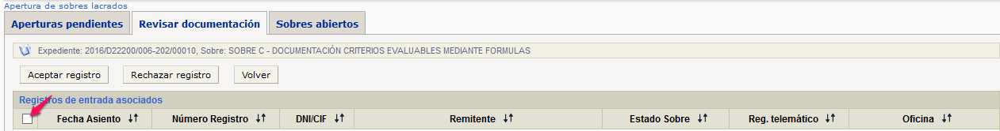 Apertura de sobres lacrados
Aperturas pendientes Revisar documentación Sobres abiertos
Expediente: 2016/D22200/006-202/00010, Sobre: SOBRE C - DOCUMENTACIÓN CRITERIOS EVALUABLES MEDIANTE FORMULAS
Aceptar registro Rechazar registro Volver
Registros de entrada asociados
Fecha Asiento Número Registro DNI/CIF Remitente Estado Sobre Reg. telemático Oficina